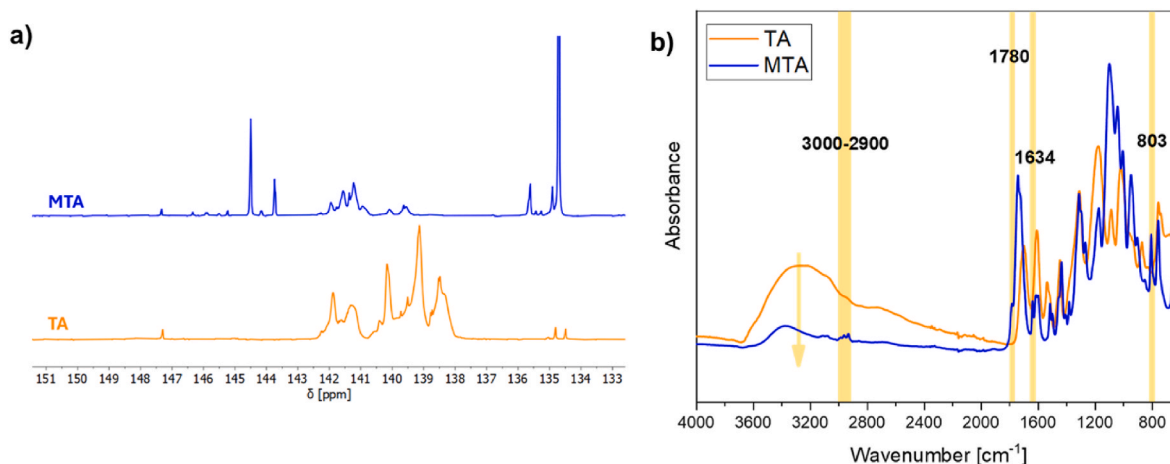 a)
MTA
TA
151 150 149 148 147 146 145 144 143 142 141 140 139 138 137 136 135 134 133
δ [ppm]
b)
TA
MTA
1780
3000-2900
1634
803
Absorbance
4000 3600 3200 2800 2400 2000 1600 1200 800
Wavenumber [cm⁻¹]